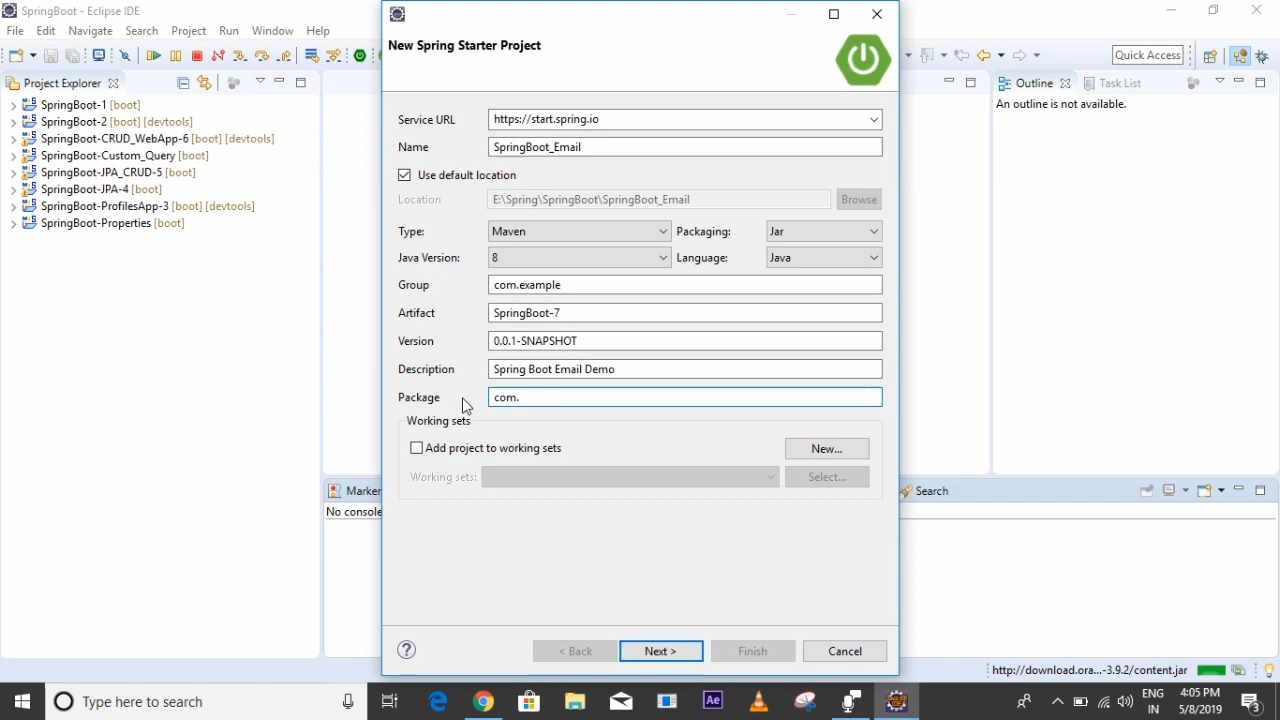 SpringBoot - Eclipse IDE
File Edit Navigate Search Project Run Window Help
Quick Access
Project Explorer
SpringBoot-1 [boot]
SpringBoot-2 [boot] [devtools]
SpringBoot-CRUD_WebApp-6 [boot] [devtools]
SpringBoot-Custom_Query [boot]
SpringBoot-JPA_CRUD-5 [boot]
SpringBoot-JPA-4 [boot]
SpringBoot-ProfilesApp-3 [boot] [devtools]
SpringBoot-Properties [boot]
New Spring Starter Project
Service URL https://start.spring.io
Name SpringBoot_Email
Use default location
Location E:\Spring\SpringBoot\SpringBoot_Email Browse
Type: Maven Packaging: Jar
Java Version: 8 Language: Java
Group com.example
Artifact SpringBoot-7
Version 0.0.1-SNAPSHOT
Description Spring Boot Email Demo
Package com.
Working sets
Add project to working sets New...
Working sets: Select...
< Back Next > Finish Cancel
Outline Task List
An outline is not available.
Marker Search
No console
http://download.ora...-3.9.2/content.jar
Type here to search
Ae
ENG
IN
4:05 PM
5/8/2019
3